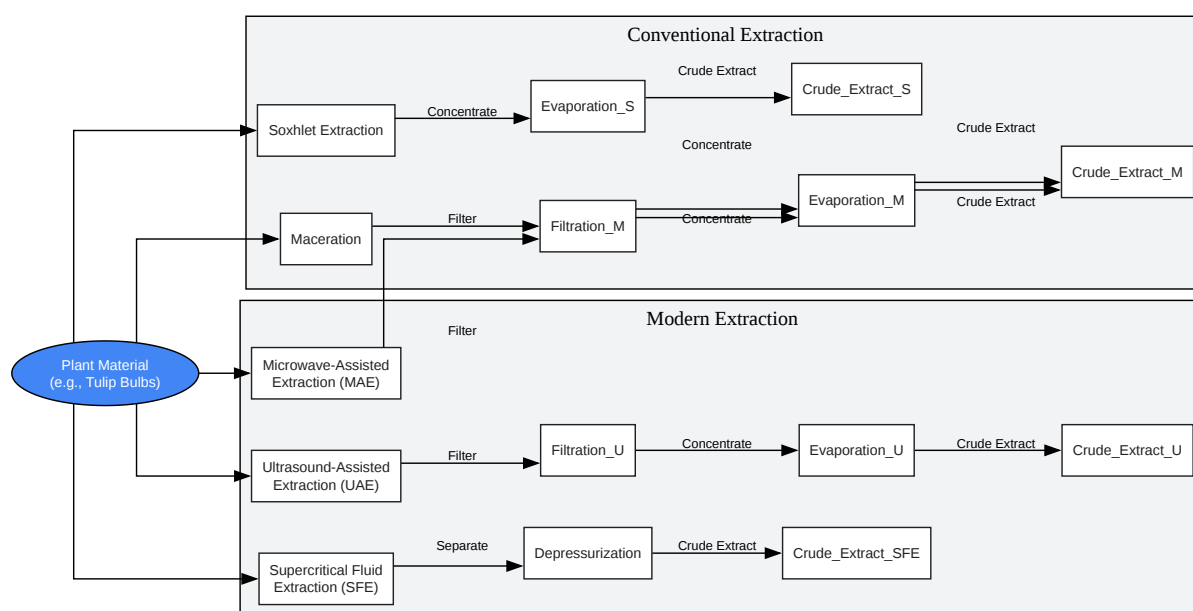 Conventional Extraction
Crude Extract
Crude_Extract_S
Evaporation_S
Concentrate
Soxhlet Extraction
Concentrate
Crude Extract
Crude_Extract_M
Evaporation_M
Crude Extract
Maceration
Filter
Filtration_M
Concentrate
Modern Extraction
Filter
Plant Material
(e.g., Tulip Bulbs)
Microwave-Assisted
Extraction (MAE)
Ultrasound-Assisted
Extraction (UAE)
Filter
Filtration_U
Concentrate
Evaporation_U
Crude Extract
Crude_Extract_U
Supercritical Fluid
Extraction (SFE)
Separate
Depressurization
Crude Extract
Crude_Extract_SFE